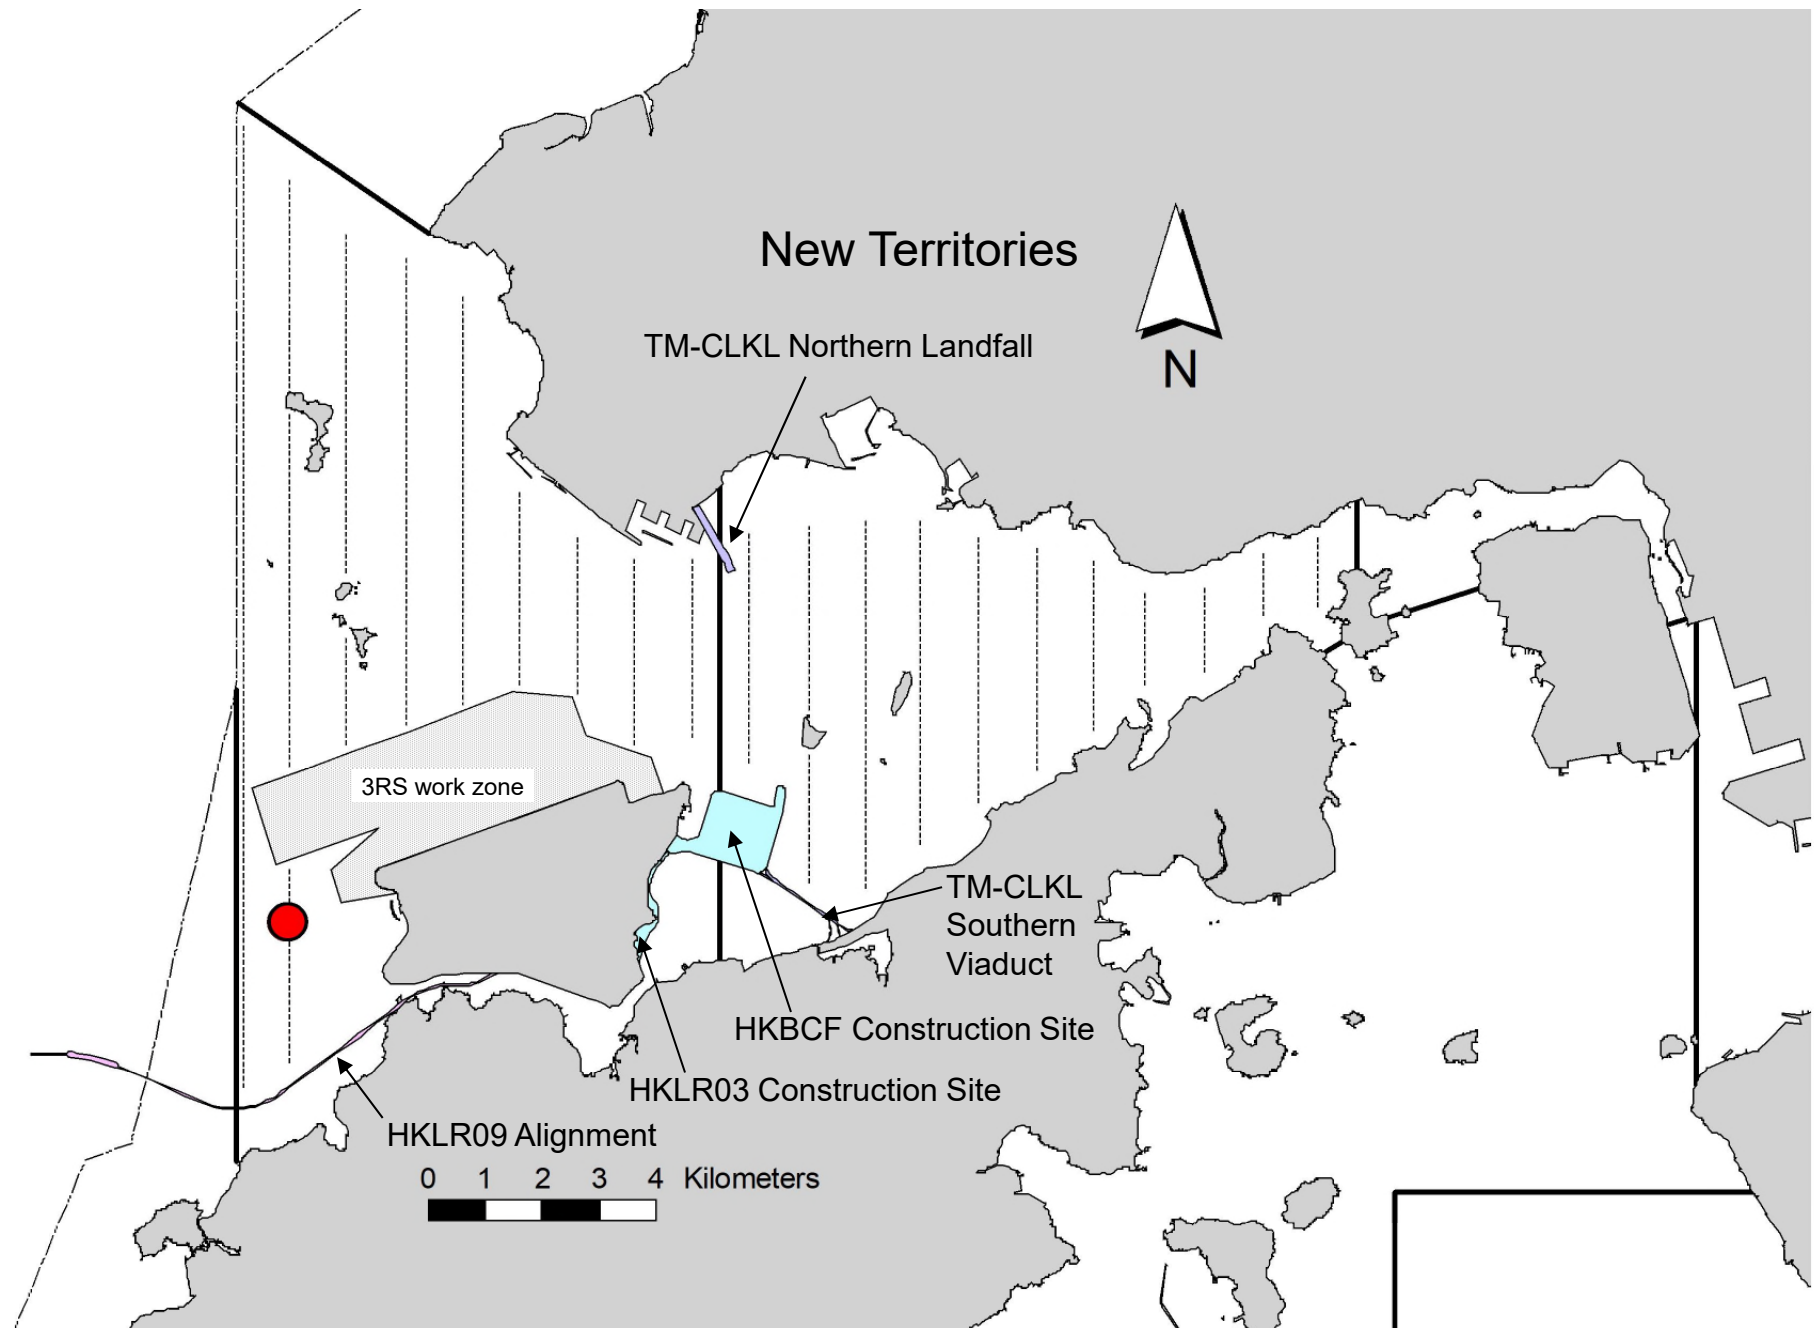 New Territories
TM-CLKL Northern Landfall
N
3RS work zone
TM-CLKL
Southern
Viaduct
HKBCF Construction Site
HKLR03 Construction Site
HKLR09 Alignment
0 1 2 3 4 Kilometers